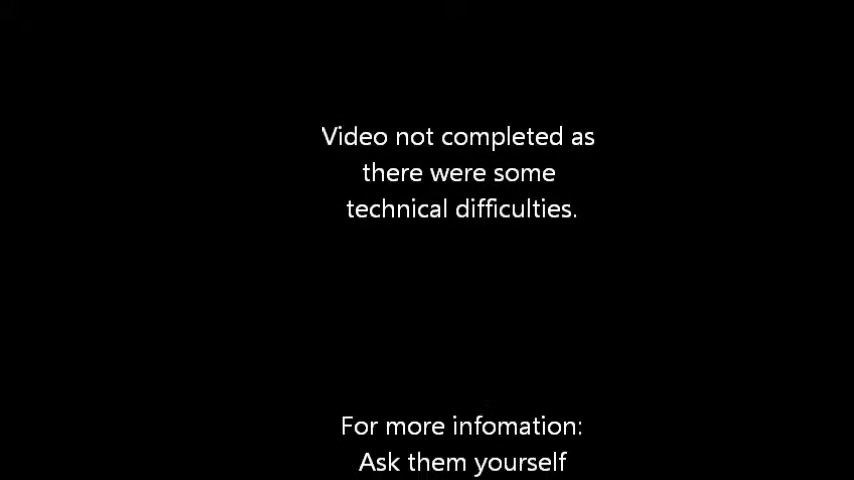 Video not completed as
there were some
technical difficulties.
For more infomation:
Ask them yourself